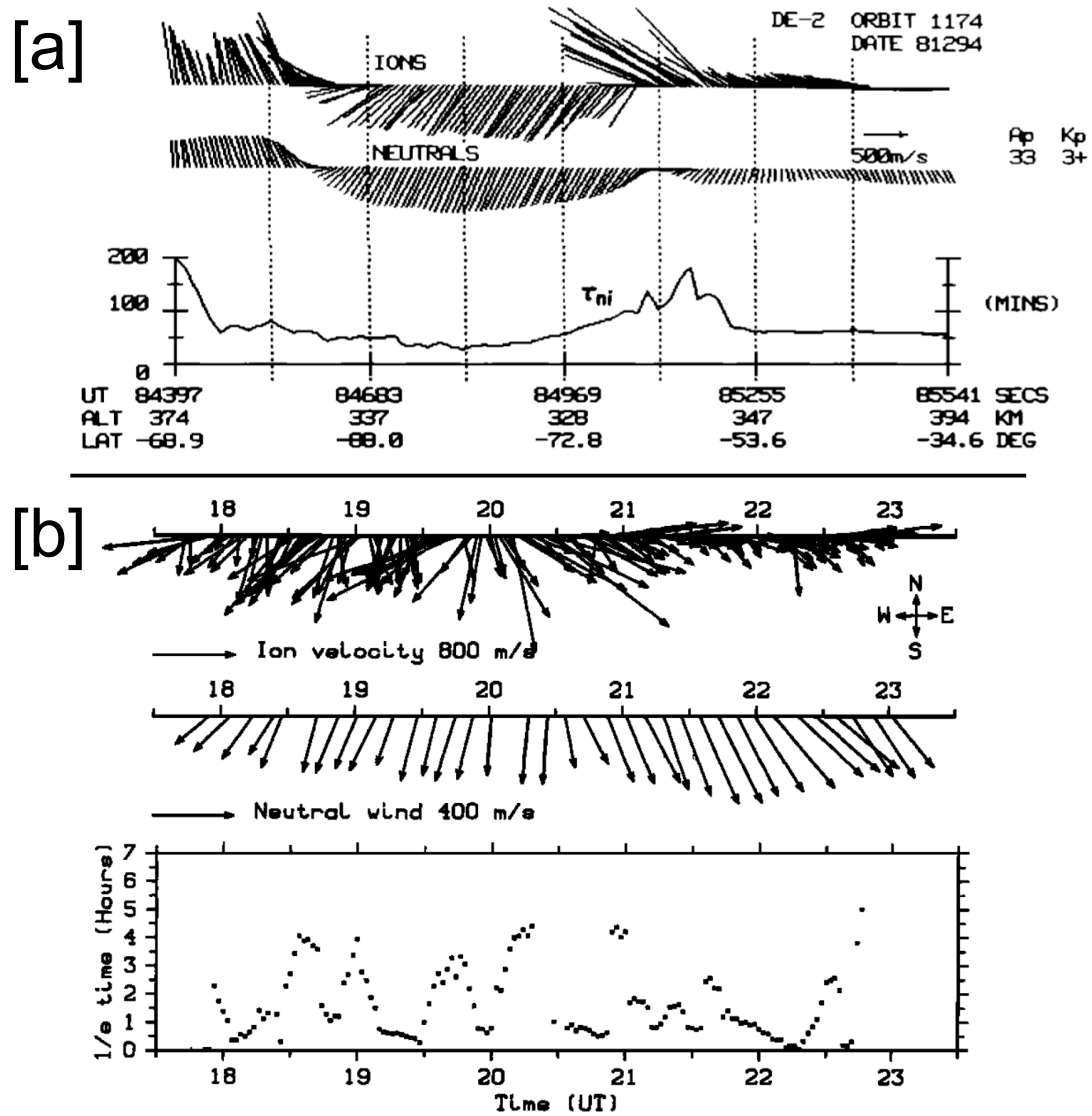 [a]
DE-2 ORBIT 1174
DATE 81294
IONS
NEUTRALS
500m/s
Ap Kp
33 3+
200
100
0
τni
(MINS)
UT 84397 84683 84969 85255 85541 SECS
ALT 374 337 328 347 394 KM
LAT -68.9 -88.0 -72.8 -53.6 -34.6 DEG
[b]
18 19 20 21 22 23
N
W E
S
Ion velocity 800 m/s
18 19 20 21 22 23
Neutral wind 400 m/s
1/e time (Hours)
7
6
5
4
3
2
1
0
18 19 20 21 22 23
Time (UT)